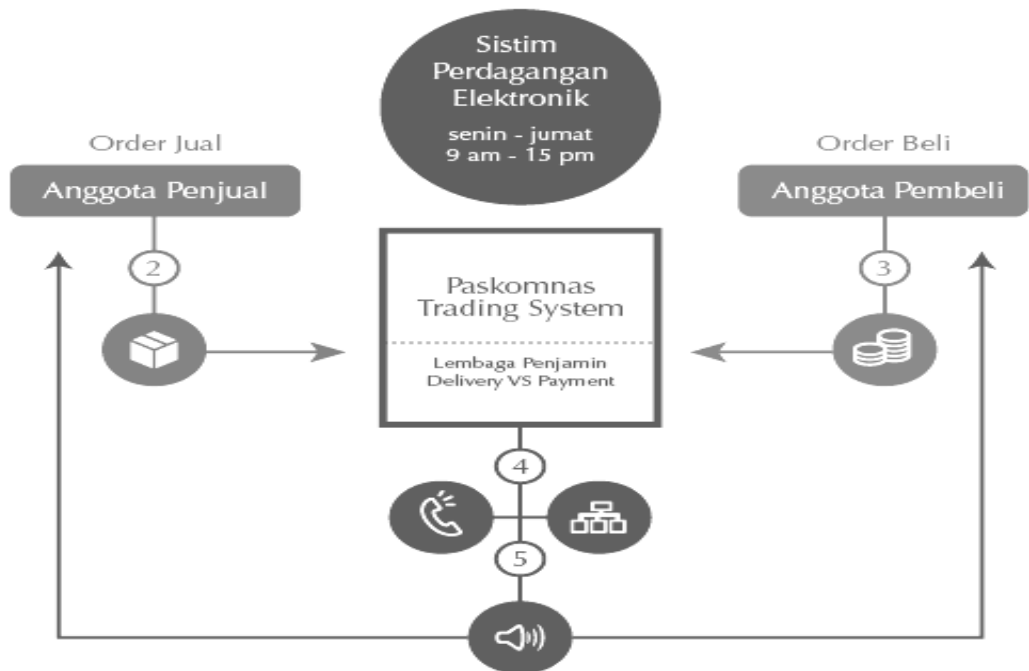 Sistim
Perdagangan
Elektronik
senin - jumat
9 am - 15 pm
Order Jual
Anggota Penjual
Order Beli
Anggota Pembeli
2
3
Paskomnas
Trading System
Lembaga Penjamin
Delivery VS Payment
4
5